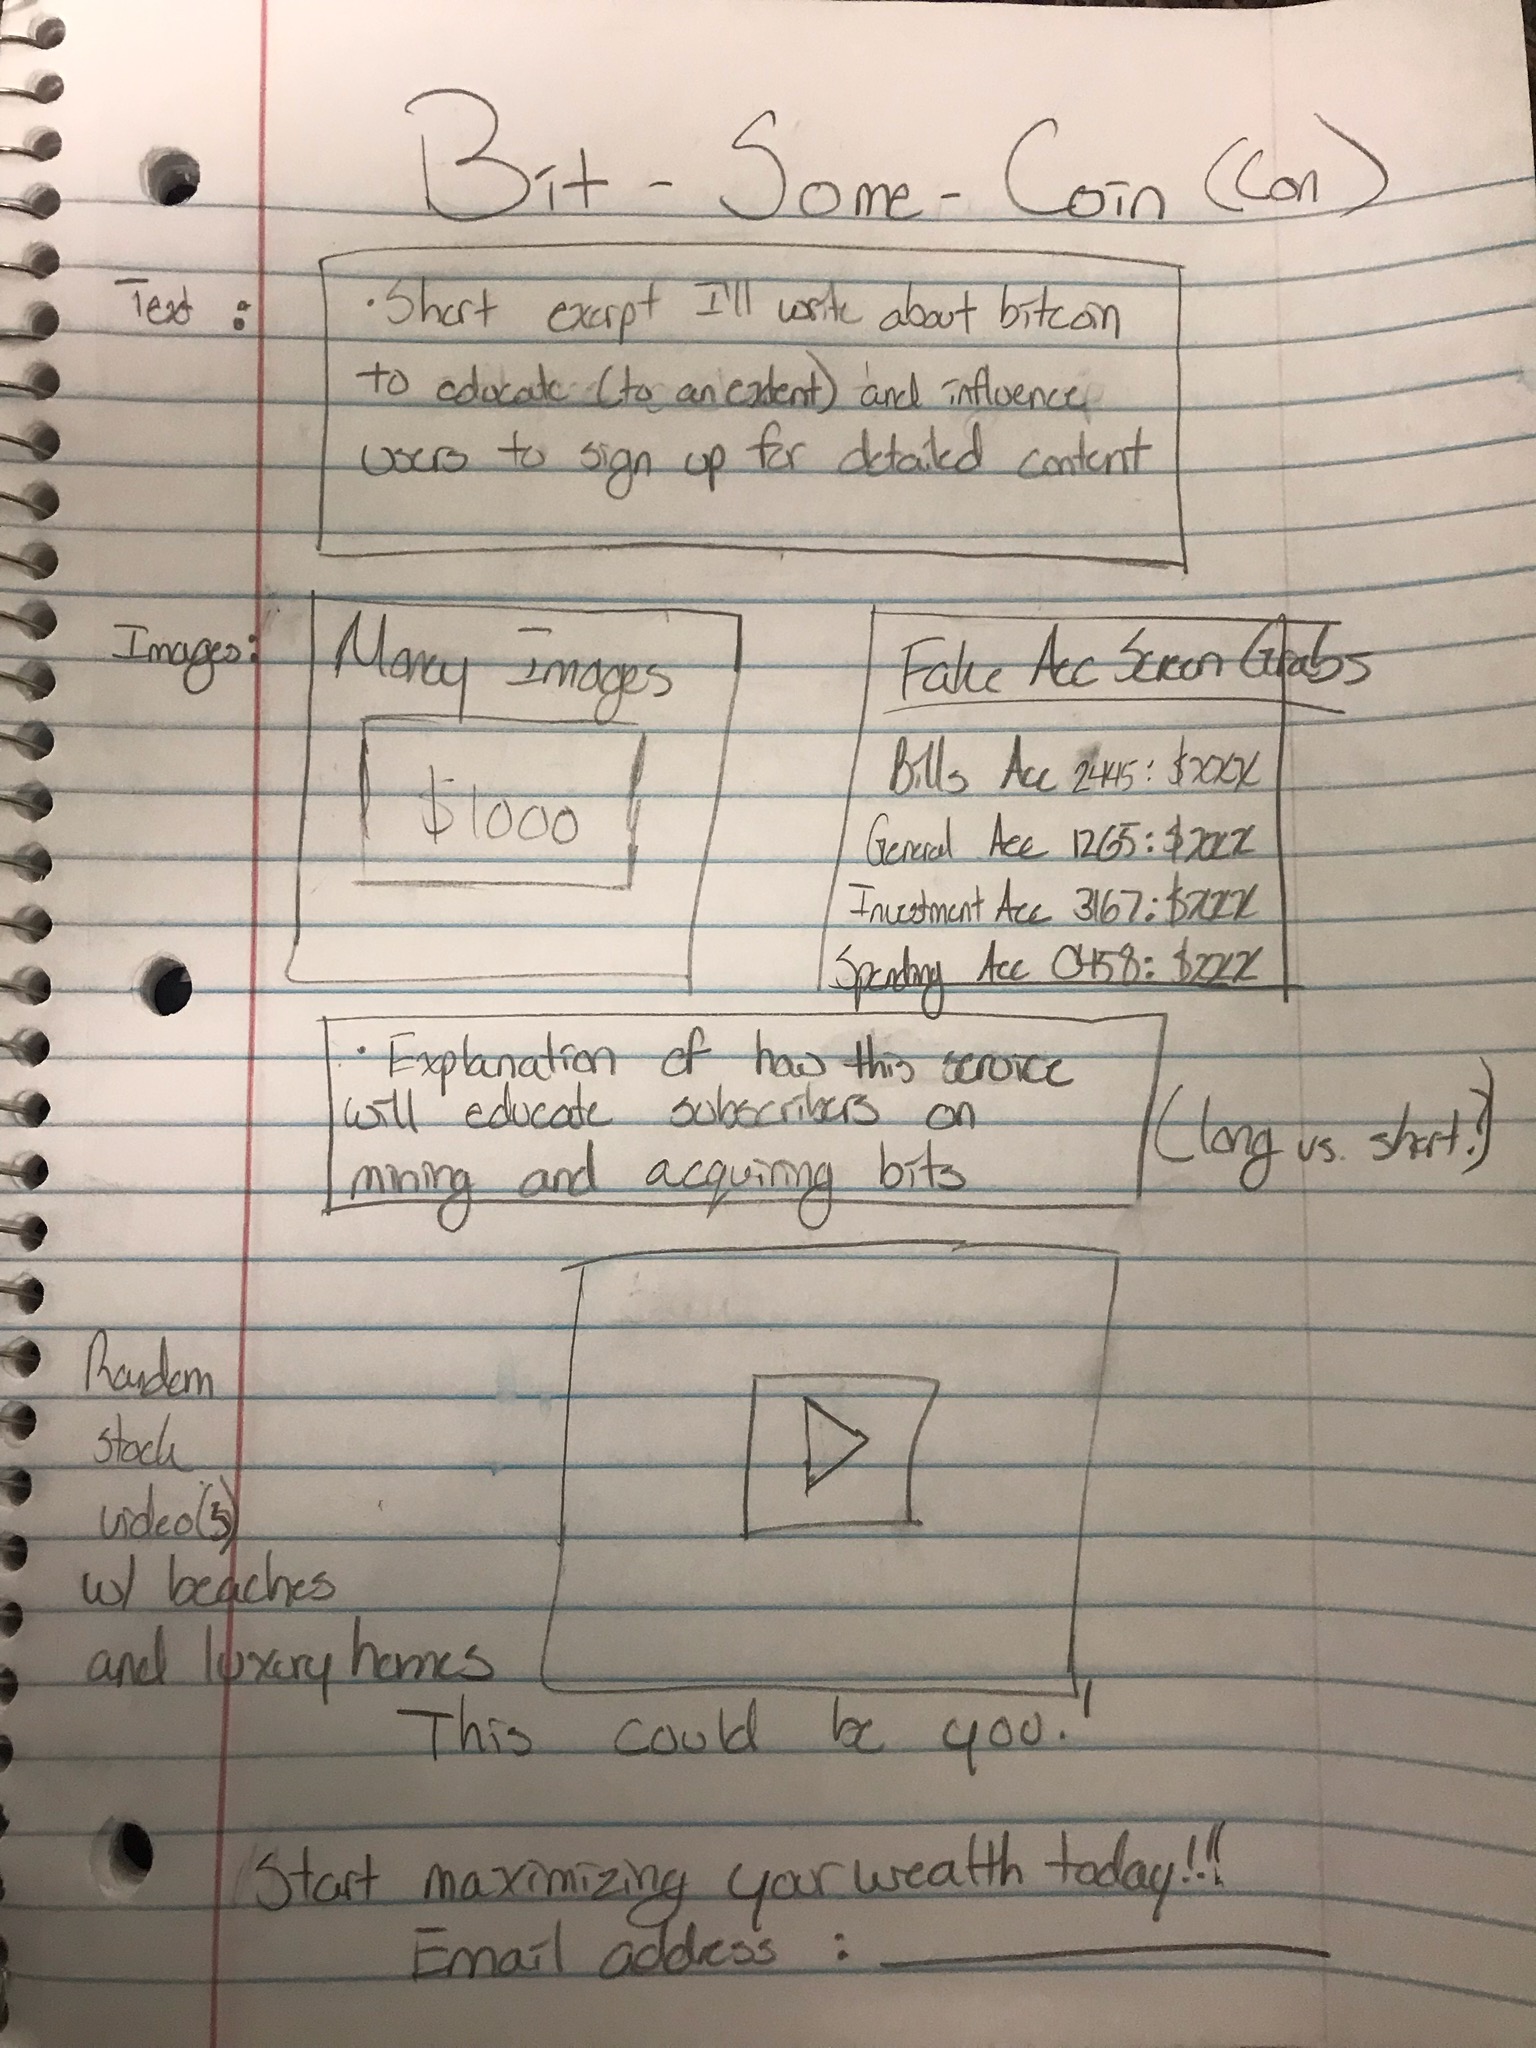 Bit - Some - Coin (Con)
Text :
· Short exerpt I'll write about bitcoin
to educate (to an extent) and influence
users to sign up for detailed content
Images:
Money Images
$1000
Fake Acc Screen Grabs
Bills Acc 2445: $XXX
General Acc 1265: $XXX
Investment Acc 3167: $XXX
Spending Acc 0458: $XXX
· Explanation of how this service
will educate subscribers on
mining and acquiring bits
(long vs. short?)
Random
stock
video(s)
w/ beaches
and luxury homes
This could be you!
Start maximizing your wealth today!!!
Email address :